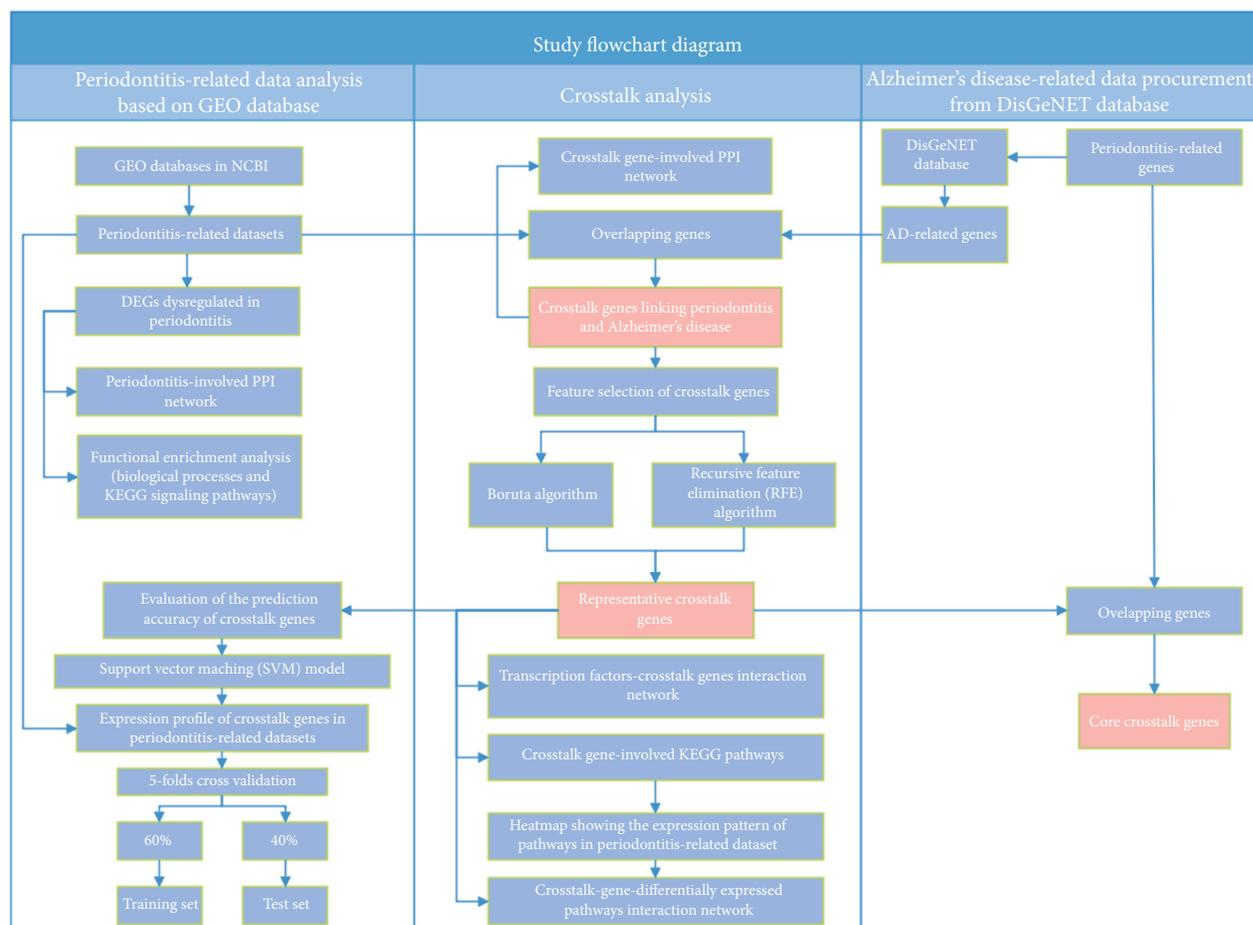 Study flowchart diagram
Periodontitis-related data analysis
based on GEO database
GEO databases in NCBI
Periodontitis-related datasets
DEGs dysregulated in
periodontitis
Periodontitis-involved PPI
network
Functional enrichment analysis
(biological processes and
KEGG signaling pathways)
Evaluation of the prediction
accuracy of crosstalk genes
Support vector maching (SVM) model
Expression profile of crosstalk genes in
periodontitis-related datasets
5-folds cross validation
60%
40%
Training set
Test set
Crosstalk analysis
Crosstalk gene-involved PPI
network
Overlapping genes
Crosstalk genes linking periodontitis
and Alzheimer's disease
Feature selection of crosstalk genes
Boruta algorithm
Recursive feature
elimination (RFE)
algorithm
Representative crosstalk
genes
Transcription factors-crosstalk genes interaction
network
Crosstalk gene-involved KEGG pathways
Heatmap showing the expression pattern of
pathways in periodontitis-related dataset
Crosstalk-gene-differentially expressed
pathways interaction network
Alzheimer's disease-related data procurement
from DisGeNET database
DisGeNET
database
Periodontitis-related
genes
AD-related genes
Ovelapping genes
Core crosstalk genes